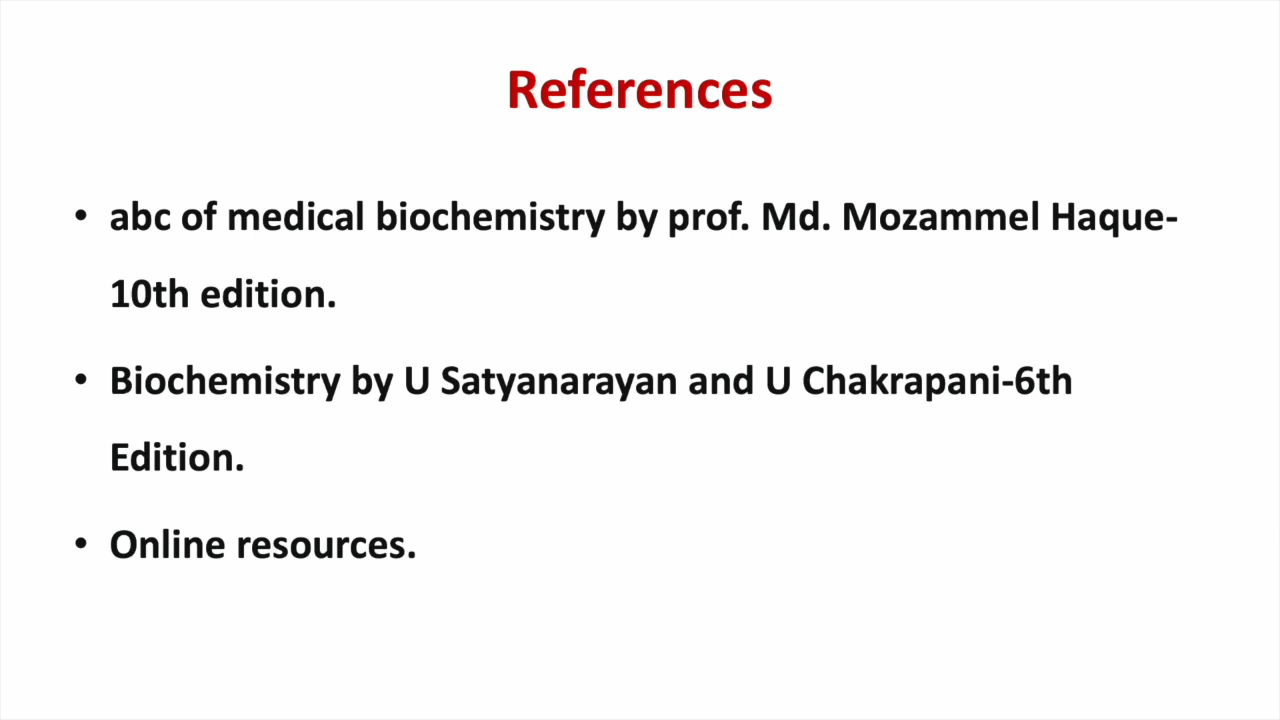 References
• abc of medical biochemistry by prof. Md. Mozammel Haque-
10th edition.
• Biochemistry by U Satyanarayan and U Chakrapani-6th
Edition.
• Online resources.